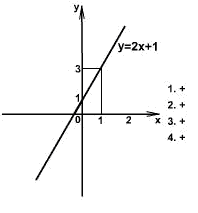 y
y=2x+1
3
1
0 1 2 x
1. +
2. +
3. +
4. +